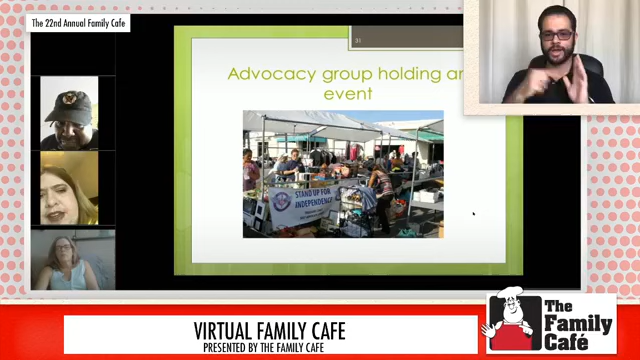 The 22nd Annual Family Cafe
31
Advocacy group holding an
event
STAND UP FOR
INDEPENDENCE
VIRTUAL FAMILY CAFE
PRESENTED BY THE FAMILY CAFE
The
Family
Café